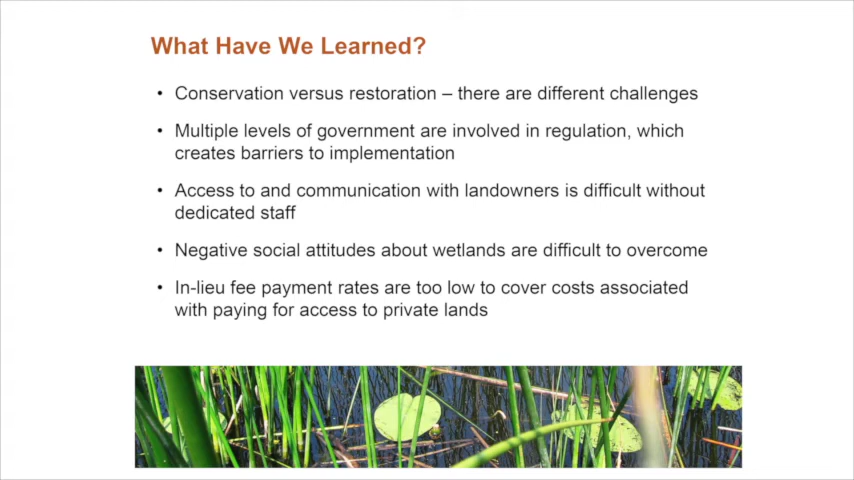 What Have We Learned?
• Conservation versus restoration – there are different challenges
• Multiple levels of government are involved in regulation, which
creates barriers to implementation
• Access to and communication with landowners is difficult without
dedicated staff
• Negative social attitudes about wetlands are difficult to overcome
• In-lieu fee payment rates are too low to cover costs associated
with paying for access to private lands